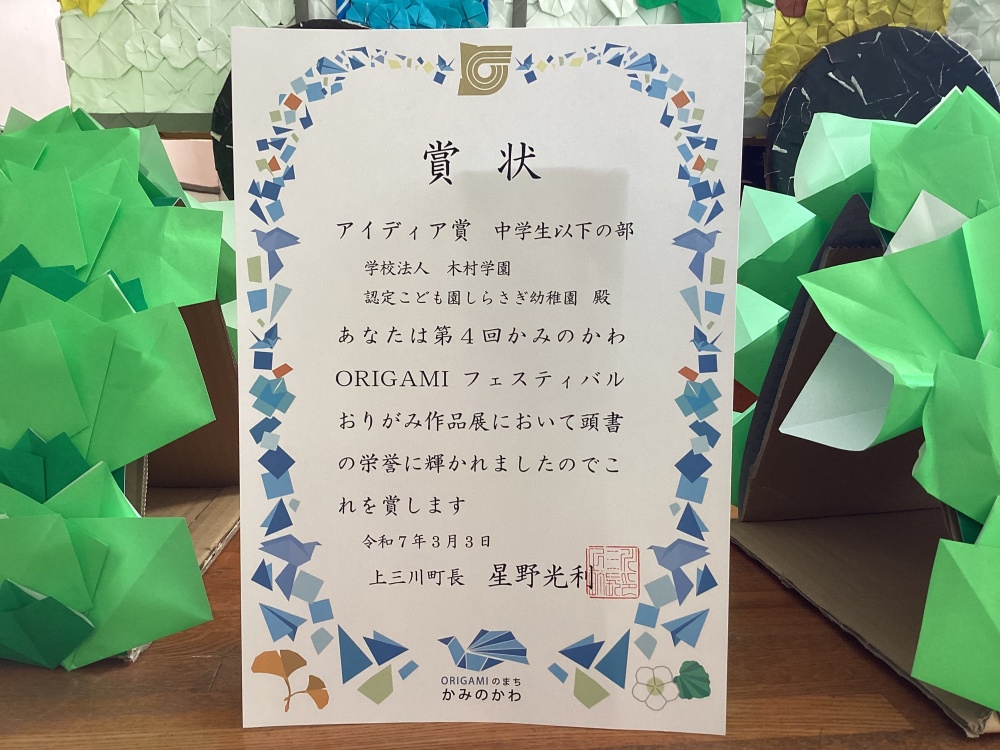 賞 状
アイディア賞 中学生以下の部
学校法人 木村学園
認定こども園しらさぎ幼稚園 殿
あなたは第４回かみのかわ
ORIGAMI フェスティバル
おりがみ作品展において頭書
の栄誉に輝かれましたのでこ
れを賞します
令和７年３月３日
上三川町長 星野光利
ORIGAMIのまち
かみのかわ